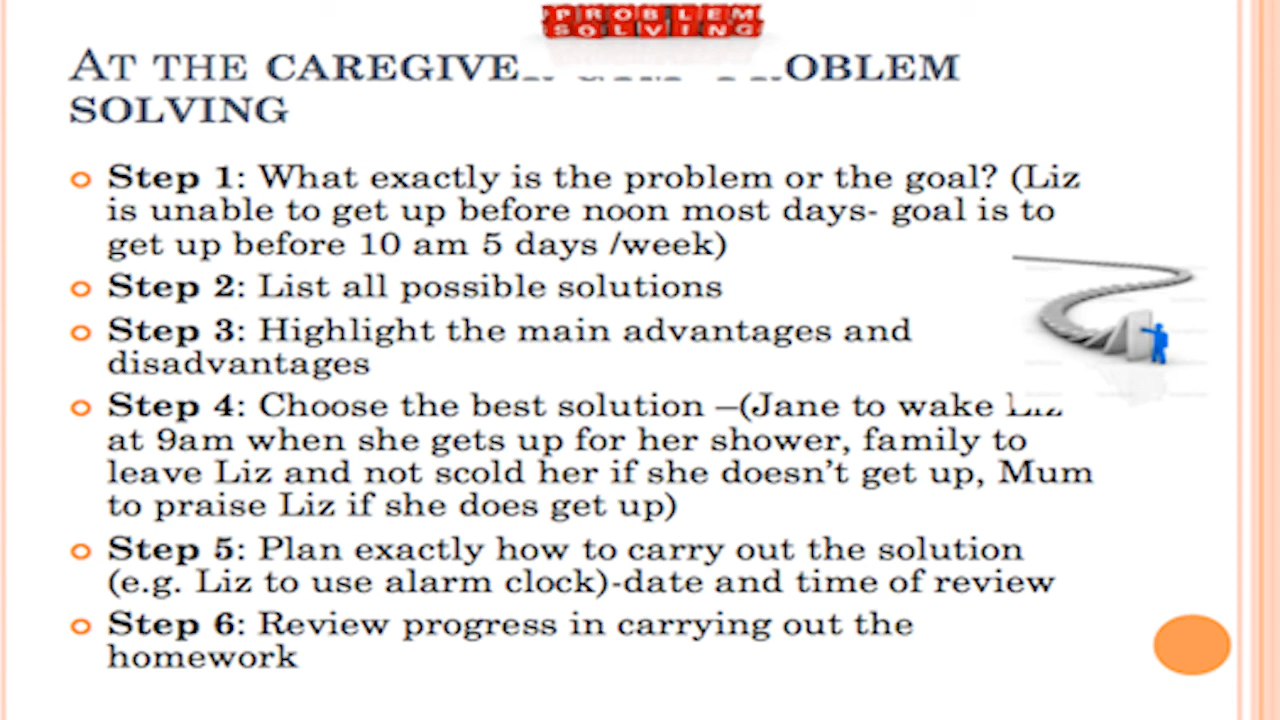 PROBLEM
SOLVING
AT THE CAREGIVER PROBLEM
SOLVING
Step 1: What exactly is the problem or the goal? (Liz
is unable to get up before noon most days- goal is to
get up before 10 am 5 days /week)
Step 2: List all possible solutions
Step 3: Highlight the main advantages and
disadvantages
Step 4: Choose the best solution –(Jane to wake Liz
at 9am when she gets up for her shower, family to
leave Liz and not scold her if she doesn’t get up, Mum
to praise Liz if she does get up)
Step 5: Plan exactly how to carry out the solution
(e.g. Liz to use alarm clock)-date and time of review
Step 6: Review progress in carrying out the
homework